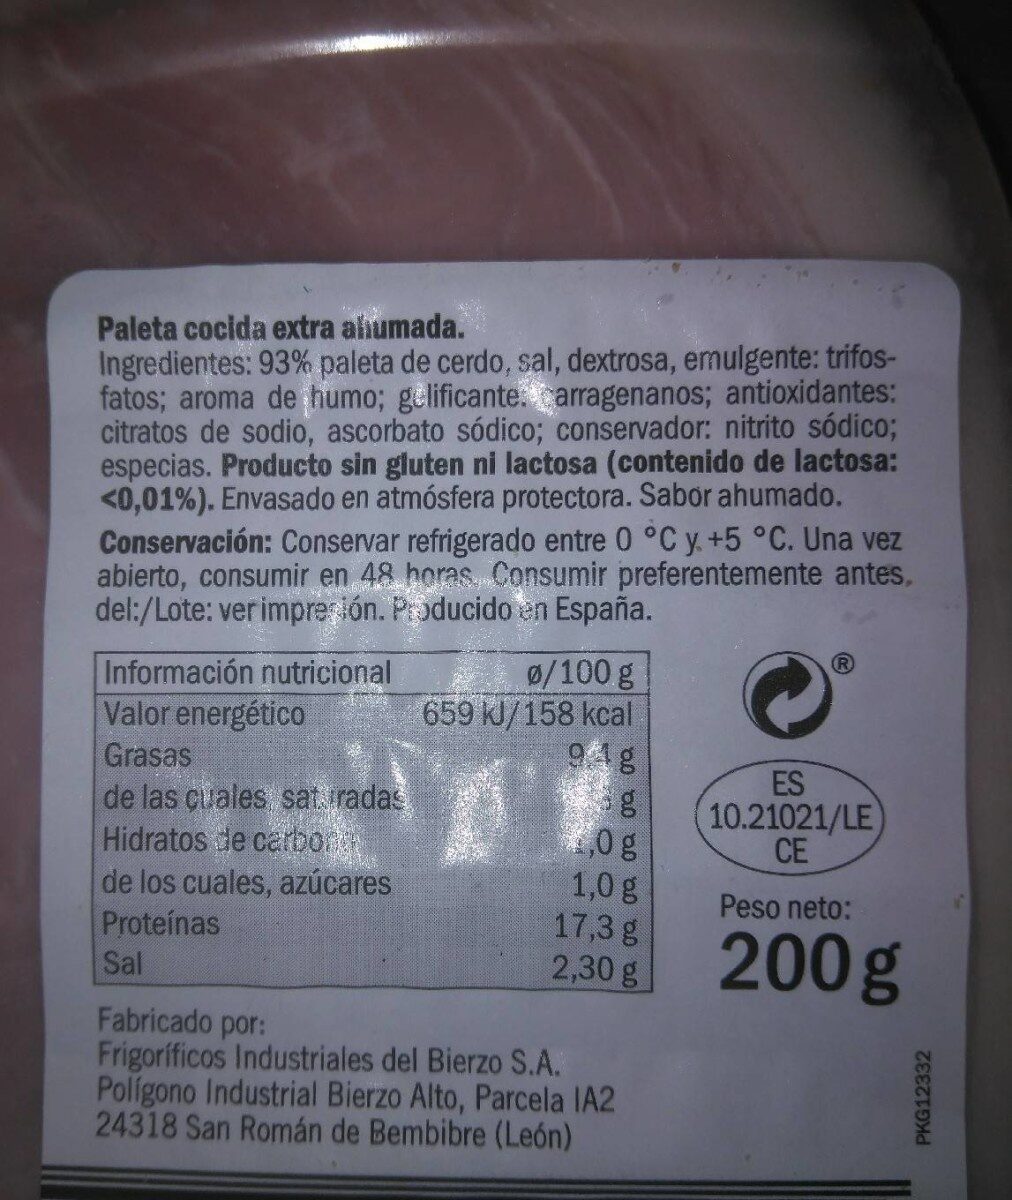 Paleta cocida extra ahumada.
Ingredientes: 93% paleta de cerdo, sal, dextrosa, emulgente: trifos-
fatos; aroma de humo; gelificante: carragenanos; antioxidantes:
citratos de sodio, ascorbato sódico; conservador: nitrito sódico;
especias. Producto sin gluten ni lactosa (contenido de lactosa:
<0,01%). Envasado en atmósfera protectora. Sabor ahumado.
Conservación: Conservar refrigerado entre 0 °C y +5 °C. Una vez
abierto, consumir en 48 horas. Consumir preferentemente antes
del:/Lote: ver impresión. Producido en España.
Información nutricional ø/100 g
Valor energético 659 kJ/158 kcal
Grasas 9,4 g
de las cuales, saturadas g
Hidratos de carbono g
de los cuales, azúcares 1,0 g
Proteínas 17,3 g
Sal 2,30 g
®
ES
10.21021/LE
CE
Peso neto:
200 g
Fabricado por:
Frigoríficos Industriales del Bierzo S.A.
Polígono Industrial Bierzo Alto, Parcela IA2
24318 San Román de Bembibre (León)
PKG12332